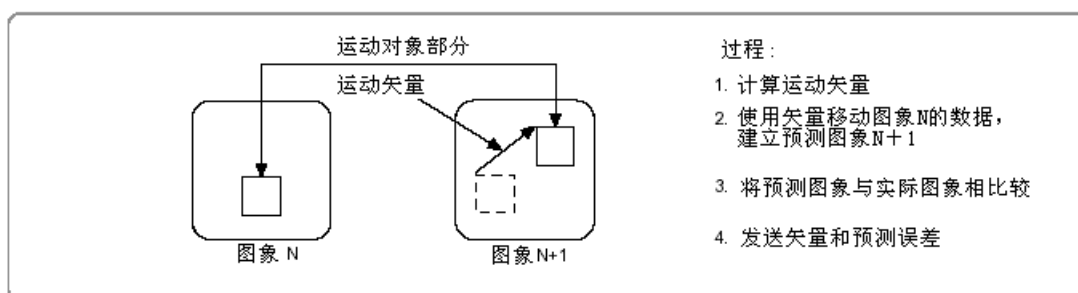 运动对象部分
运动矢量
图象 N
图象N+1
过程:
1. 计算运动矢量
2. 使用矢量移动图象N的数据，
建立预测图象N＋1
3. 将预测图象与实际图象相比较
4. 发送矢量和预测误差